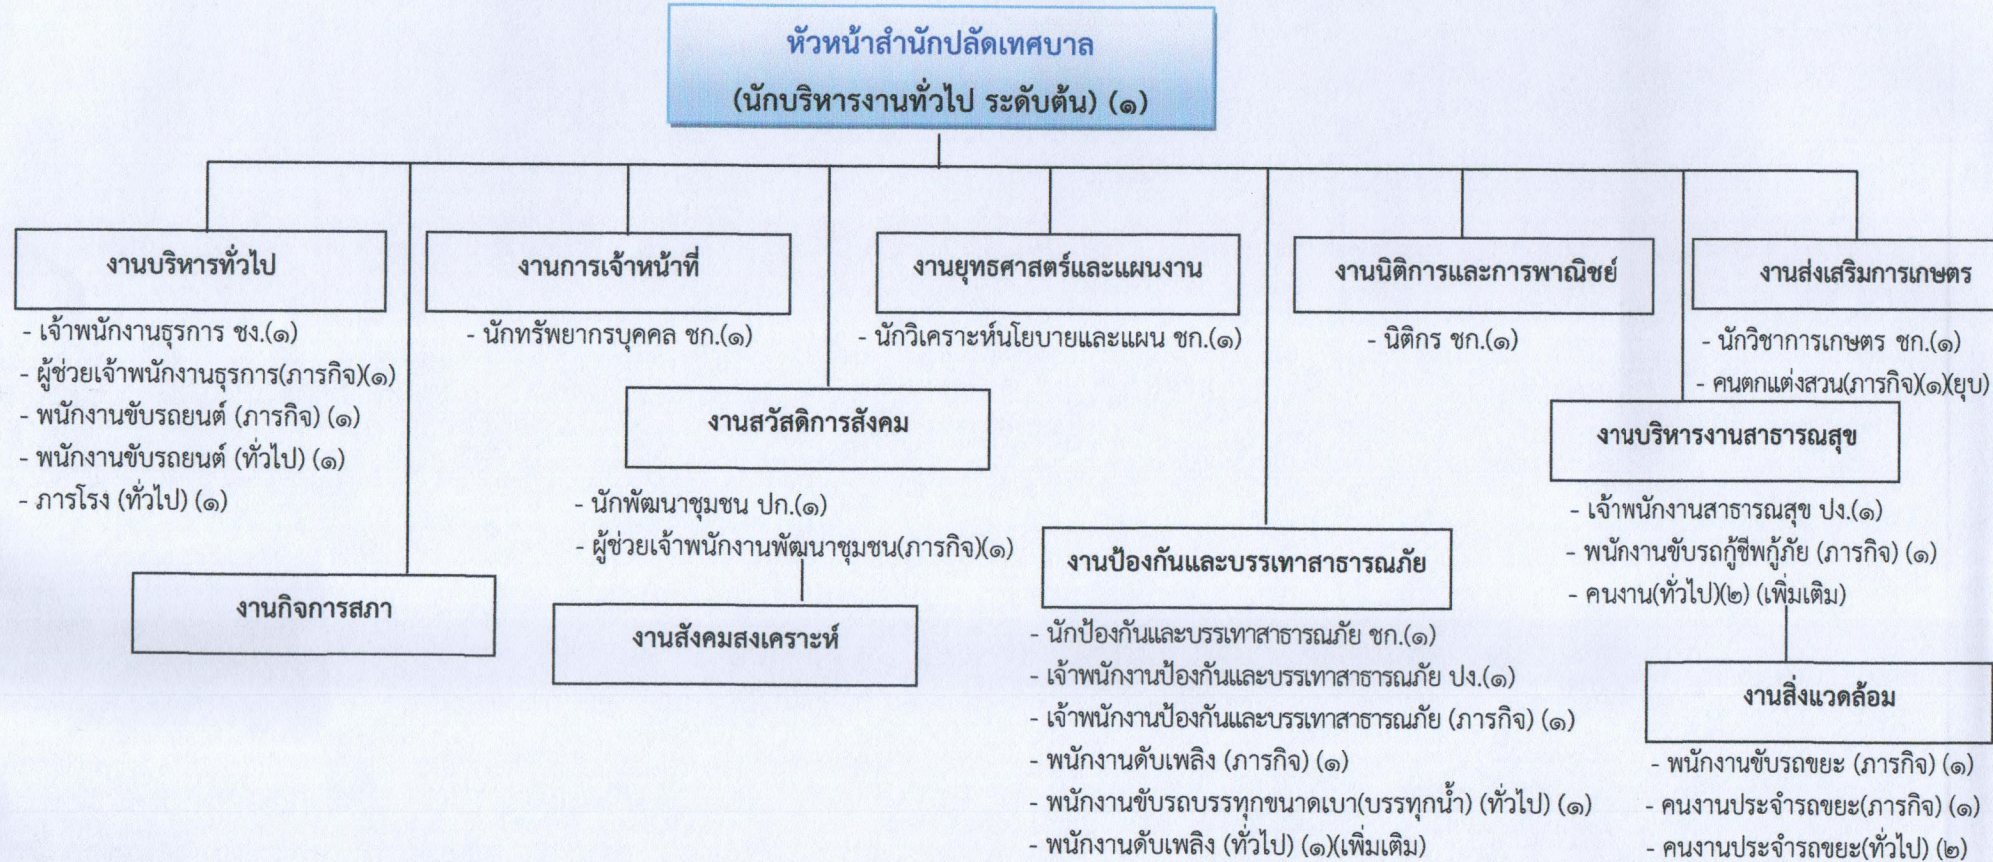 หัวหน้าสำนักปลัดเทศบาล
(นักบริหารงานทั่วไป ระดับต้น) (๑)
งานบริหารทั่วไป
- เจ้าพนักงานธุรการ ชง.(๑)
- ผู้ช่วยเจ้าพนักงานธุรการ(ภารกิจ)(๑)
- พนักงานขับรถยนต์ (ภารกิจ) (๑)
- พนักงานขับรถยนต์ (ทั่วไป) (๑)
- ภารโรง (ทั่วไป) (๑)
งานกิจการสภา
งานการเจ้าหน้าที่
- นักทรัพยากรบุคคล ชก.(๑)
งานสวัสดิการสังคม
- นักพัฒนาชุมชน ปก.(๑)
- ผู้ช่วยเจ้าพนักงานพัฒนาชุมชน(ภารกิจ)(๑)
งานสังคมสงเคราะห์
งานยุทธศาสตร์และแผนงาน
- นักวิเคราะห์นโยบายและแผน ชก.(๑)
งานป้องกันและบรรเทาสาธารณภัย
- นักป้องกันและบรรเทาสาธารณภัย ชก.(๑)
- เจ้าพนักงานป้องกันและบรรเทาสาธารณภัย ปง.(๑)
- เจ้าพนักงานป้องกันและบรรเทาสาธารณภัย (ภารกิจ) (๑)
- พนักงานดับเพลิง (ภารกิจ) (๑)
- พนักงานขับรถบรรทุกขนาดเบา(บรรทุกน้ำ) (ทั่วไป) (๑)
- พนักงานดับเพลิง (ทั่วไป) (๑)(เพิ่มเติม)
งานนิติการและการพาณิชย์
- นิติกร ชก.(๑)
งานส่งเสริมการเกษตร
- นักวิชาการเกษตร ชก.(๑)
- คนตกแต่งสวน(ภารกิจ)(๑)(ยุบ)
งานบริหารงานสาธารณสุข
- เจ้าพนักงานสาธารณสุข ปง.(๑)
- พนักงานขับรถกู้ชีพกู้ภัย (ภารกิจ) (๑)
- คนงาน(ทั่วไป)(๒) (เพิ่มเติม)
งานสิ่งแวดล้อม
- พนักงานขับรถขยะ (ภารกิจ) (๑)
- คนงานประจำรถขยะ(ภารกิจ) (๑)
- คนงานประจำรถขยะ(ทั่วไป) (๒)